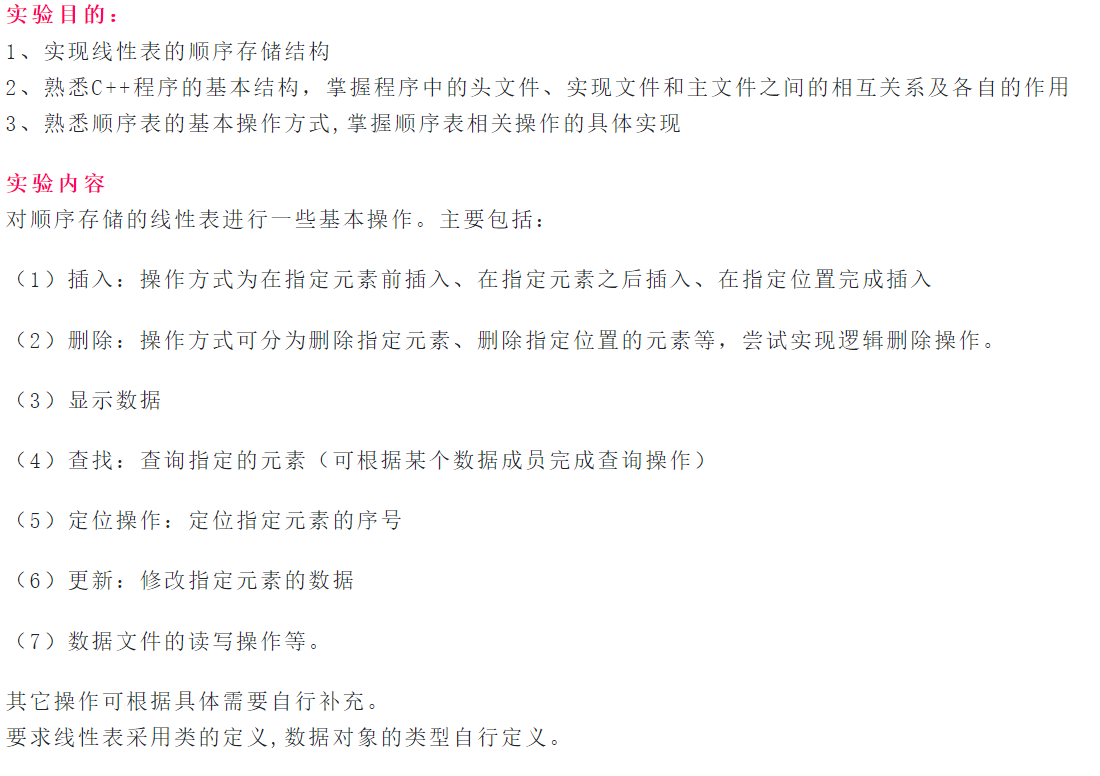 实验目的：
1、实现线性表的顺序存储结构
2、熟悉C++程序的基本结构，掌握程序中的头文件、实现文件和主文件之间的相互关系及各自的作用
3、熟悉顺序表的基本操作方式,掌握顺序表相关操作的具体实现
实验内容
对顺序存储的线性表进行一些基本操作。主要包括：
（1）插入：操作方式为在指定元素前插入、在指定元素之后插入、在指定位置完成插入
（2）删除：操作方式可分为删除指定元素、删除指定位置的元素等，尝试实现逻辑删除操作。
（3）显示数据
（4）查找：查询指定的元素（可根据某个数据成员完成查询操作）
（5）定位操作：定位指定元素的序号
（6）更新：修改指定元素的数据
（7）数据文件的读写操作等。
其它操作可根据具体需要自行补充。
要求线性表采用类的定义,数据对象的类型自行定义。